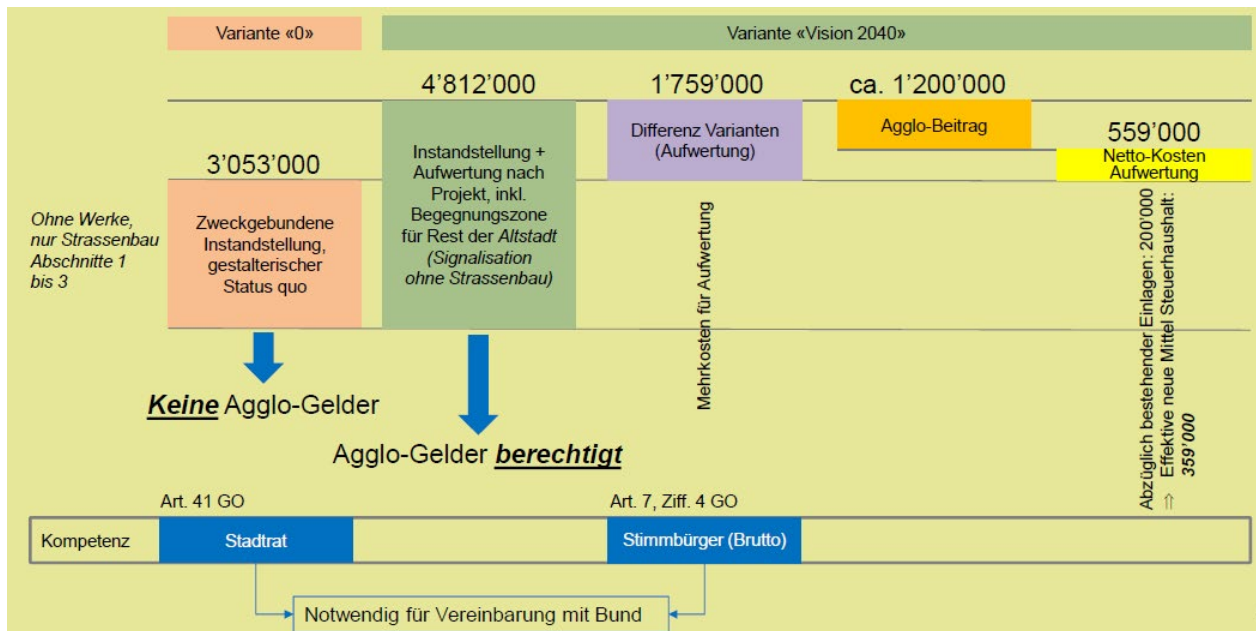 Variante «0»
Variante «Vision 2040»
4’812’000
1’759’000
ca. 1’200’000
3’053’000
559’000
Ohne Werke,
nur Strassenbau
Abschnitte 1
bis 3
Zweckgebundene
Instandstellung,
gestalterischer
Status quo
Instandstellung +
Aufwertung nach
Projekt, inkl.
Begegnungszone
für Rest der Altstadt
(Signalisation
ohne Strassenbau)
Differenz Varianten
(Aufwertung)
Agglo-Beitrag
Netto-Kosten
Aufwertung
Mehrkosten für Aufwertung
Abzüglich bestehender Einlagen: 200’000
⇒ Effektive neue Mittel Steuerhaushalt:
359’000
Keine Agglo-Gelder
Agglo-Gelder berechtigt
Art. 41 GO
Art. 7, Ziff. 4 GO
Kompetenz
Stadtrat
Stimmbürger (Brutto)
Notwendig für Vereinbarung mit Bund